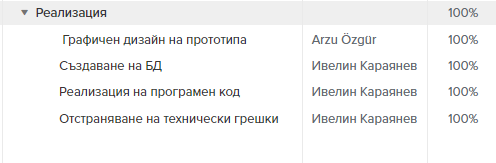 Реализация 100%
Графичен дизайн на прототипа Arzu Özgür 100%
Създаване на БД Ивелин Караянев 100%
Реализация на програмен код Ивелин Караянев 100%
Отстраняване на технически грешки Ивелин Караянев 100%